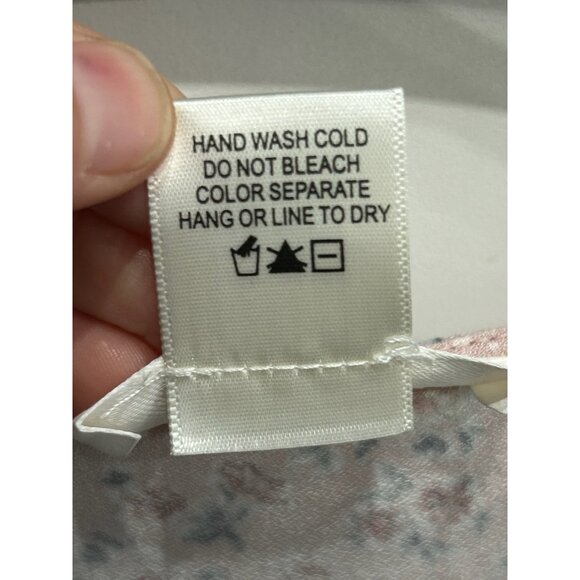 HAND WASH COLD
DO NOT BLEACH
COLOR SEPARATE
HANG OR LINE TO DRY